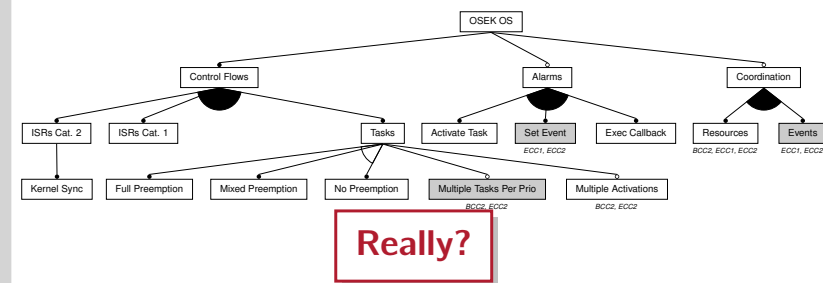 OSEK OS
Control Flows
Alarms
Coordination
ISRs Cat. 2
ISRs Cat. 1
Tasks
Activate Task
Set Event
Exec Callback
Resources
Events
ECC1, ECC2
BCC2, ECC1, ECC2
ECC1, ECC2
Kernel Sync
Full Preemption
Mixed Preemption
No Preemption
Multiple Tasks Per Prio
Multiple Activations
BCC2, ECC2
BCC2, ECC2
Really?